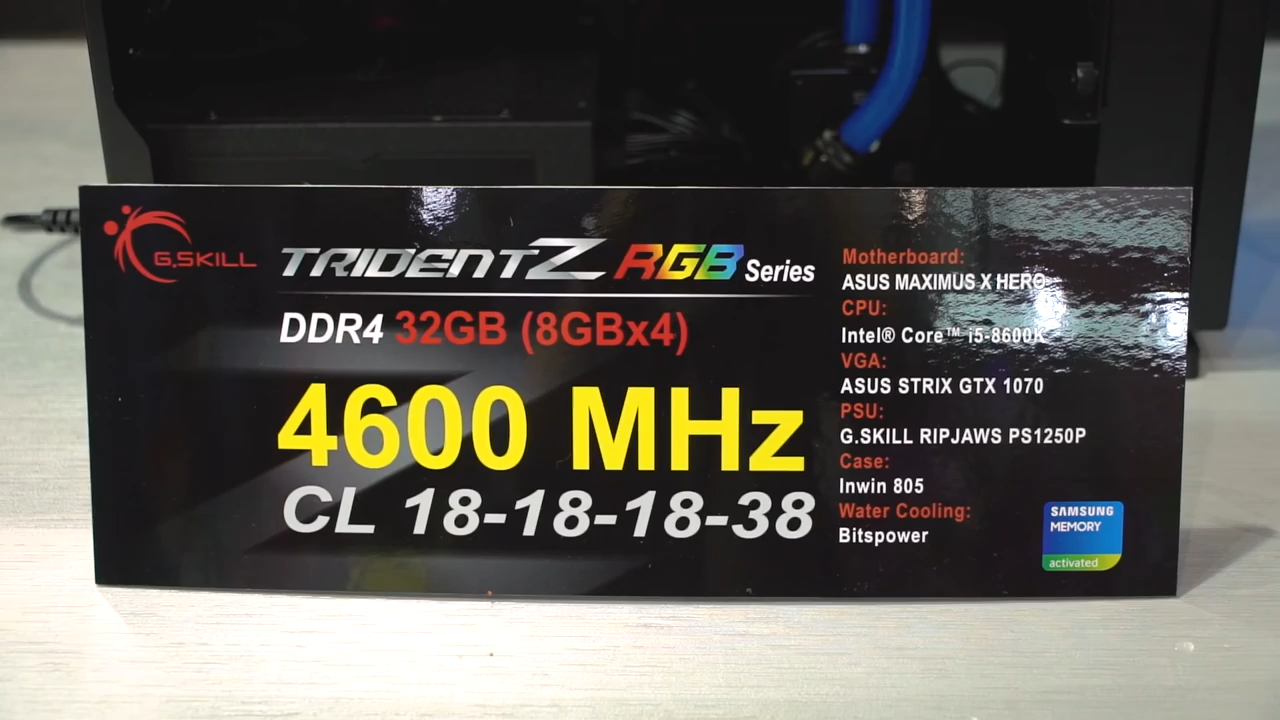 G.SKILL
TRIDENTZ RGB Series
DDR4 32GB (8GBx4)
4600 MHz
CL 18-18-18-38
Motherboard:
ASUS MAXIMUS X HERO
CPU:
Intel® Core™ i5-8600K
VGA:
ASUS STRIX GTX 1070
PSU:
G.SKILL RIPJAWS PS1250P
Case:
Inwin 805
Water Cooling:
Bitspower
SAMSUNG
MEMORY
activated